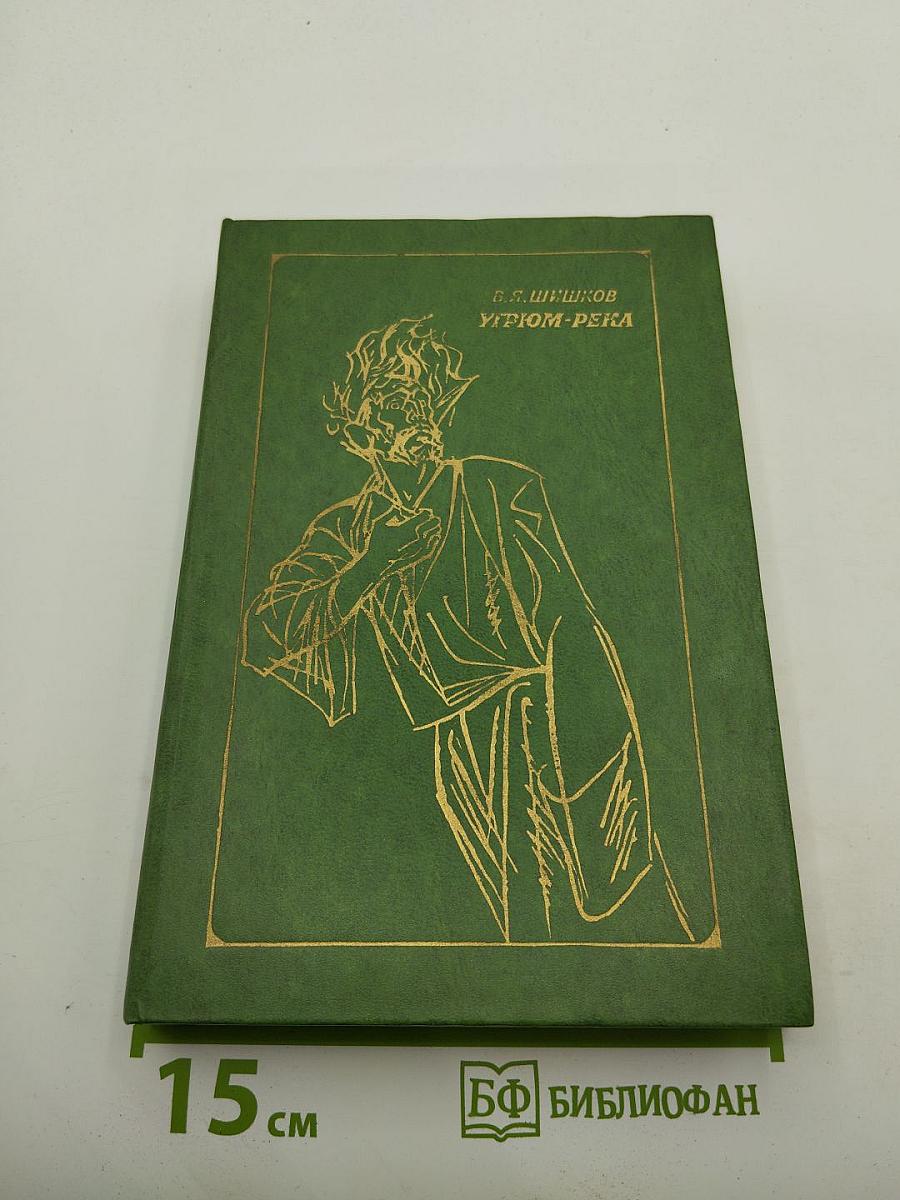 В.Я.ШИШКОВ
УГРЮМ-РЕКА
15 см
БФ БИБЛИОФАН